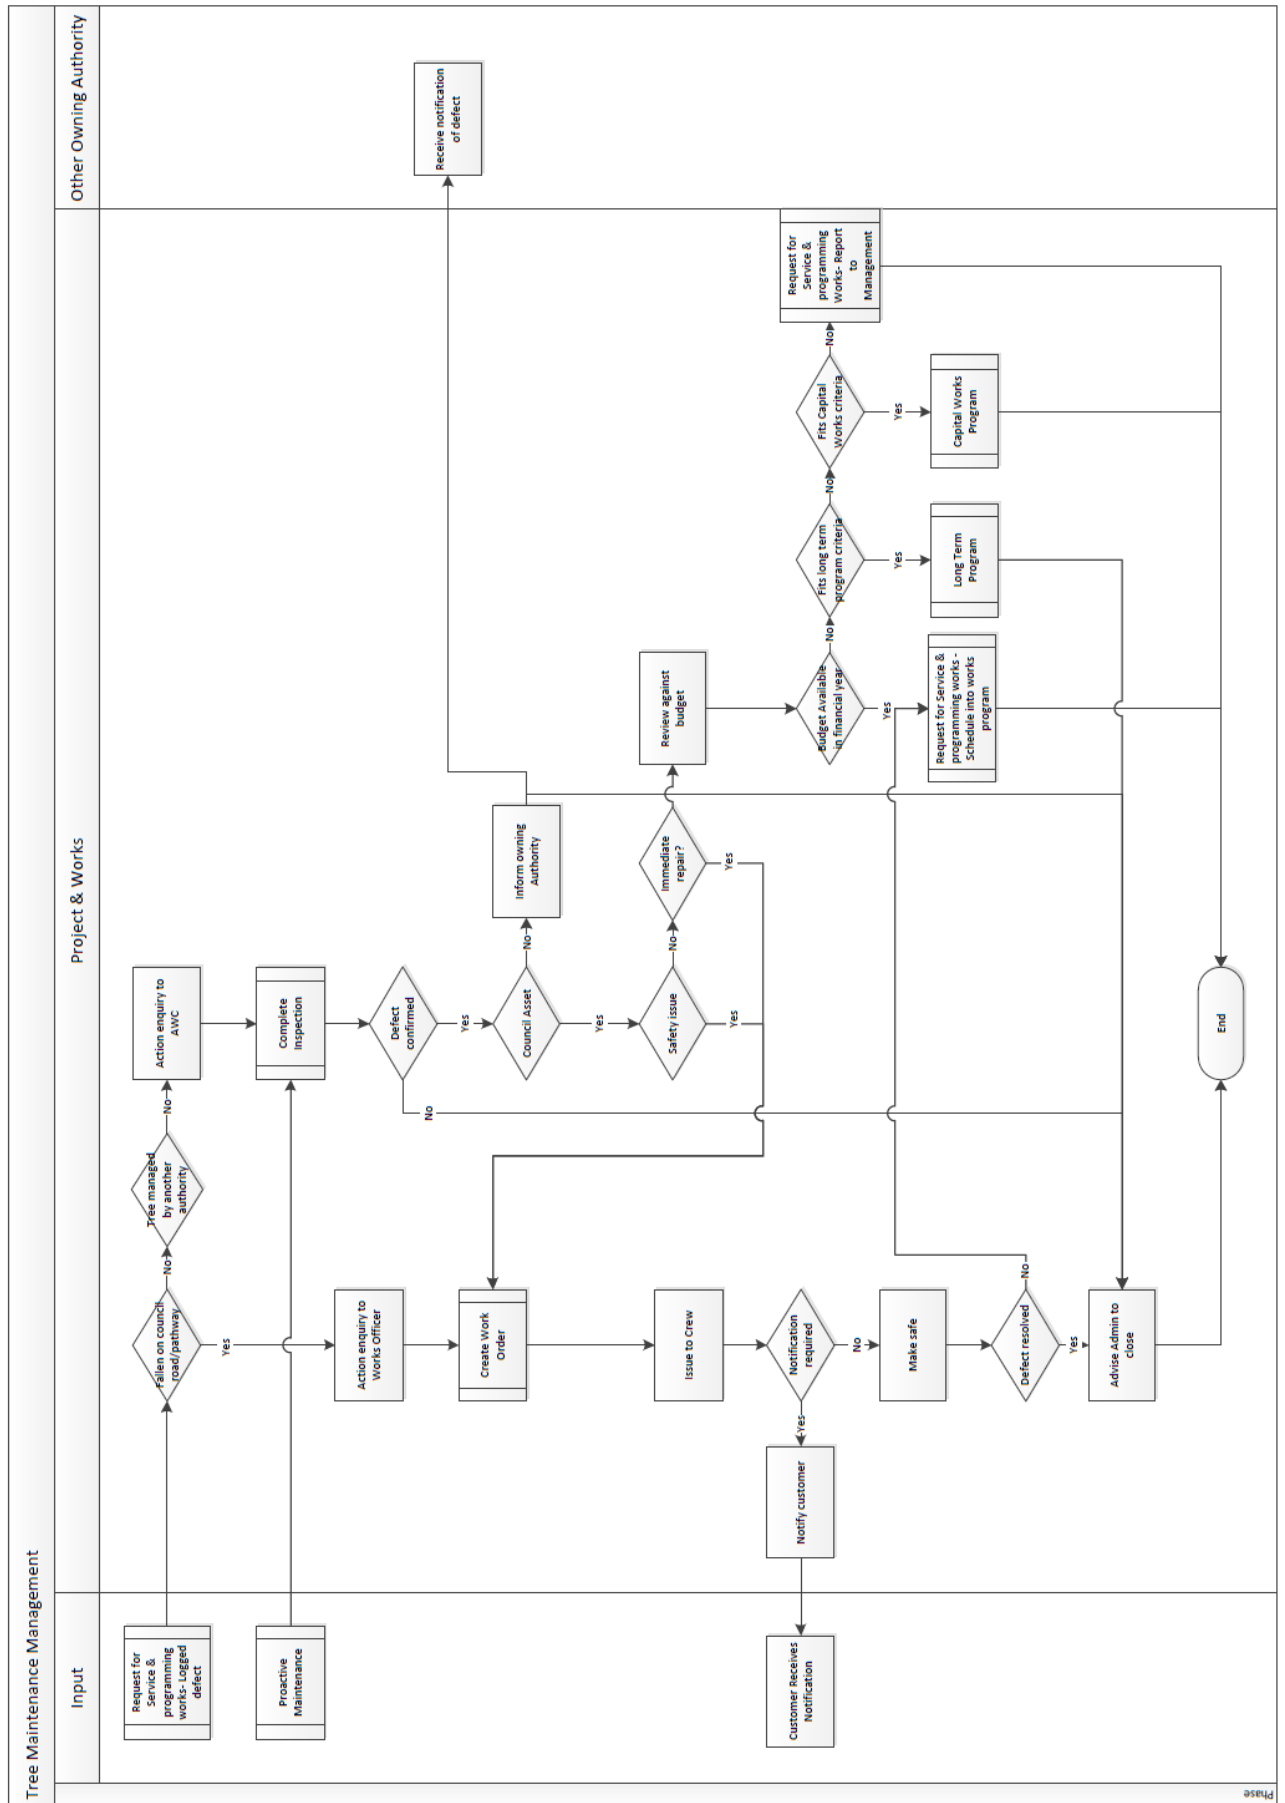 Tree Maintenance Management
Input
Project & Works
Other Owning Authority
Phase
Request for
Service &
programming
works- Logged
defect
Fallen on council
road/pathway
No
Tree managed
by another
authority
No
Action enquiry to
AWC
Yes
Proactive
Maintenance
Complete
Inspection
Action enquiry to
Works Officer
Defect
confirmed
No
Yes
Receive notification
of defect
Create Work
Order
Council Asset
No
Inform owning
Authority
Yes
Issue to Crew
Safety issue
No
Immediate
repair?
Review against
budget
Yes
Yes
Customer Receives
Notification
Notify customer
Yes
Notification
required
No
Budget Available
in financial year
No
Fits long term
program criteria
No
Fits Capital
Works criteria
No
Request for
Service &
programming
Works- Report
to
Management
Yes
Yes
Yes
Make safe
Request for Service &
programming works -
Schedule into works
program
Long Term
Program
Capital Works
Program
Defect resolved
No
Yes
Advise Admin to
close
End